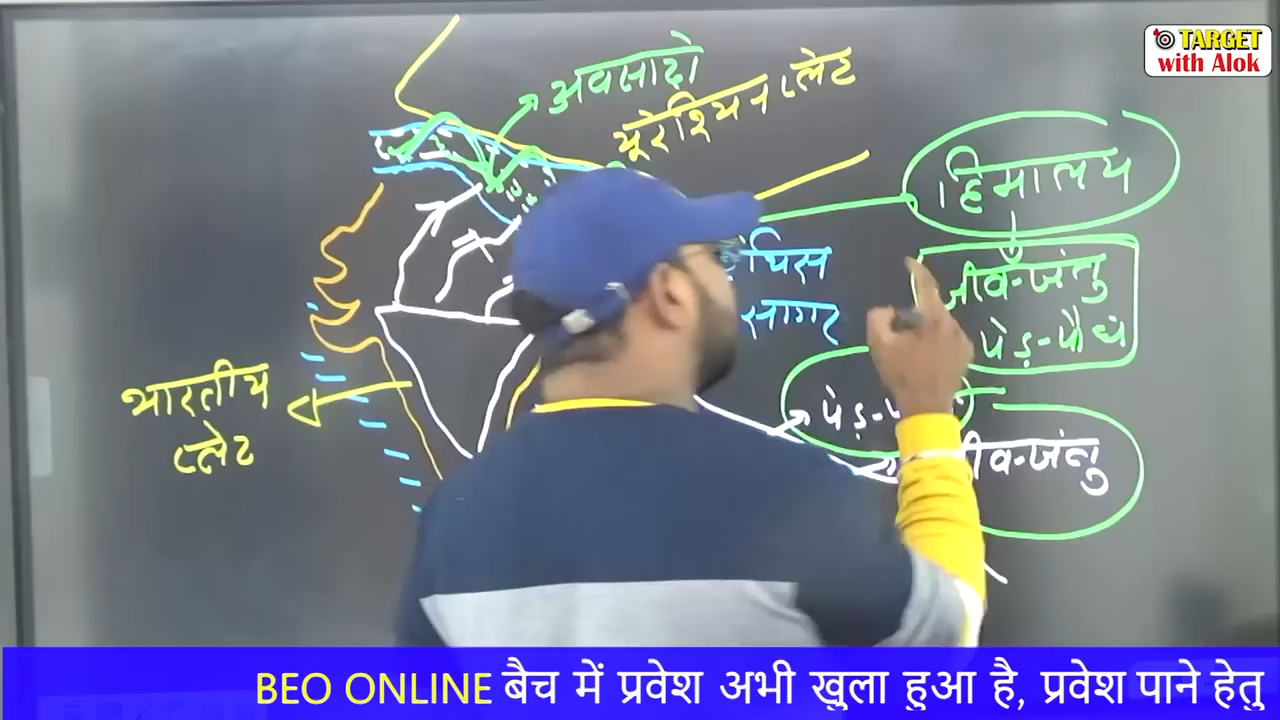 TARGET
with Alok
अवसादो
यूरेशियन प्लेट
हिमालय
जीव-जंतु
पेड़-पौधे
थिस
सागर
भारतीय
प्लेट
पेड़-
जीव-जंतु
BEO ONLINE बैच में प्रवेश अभी खुला हुआ है, प्रवेश पाने हेतु